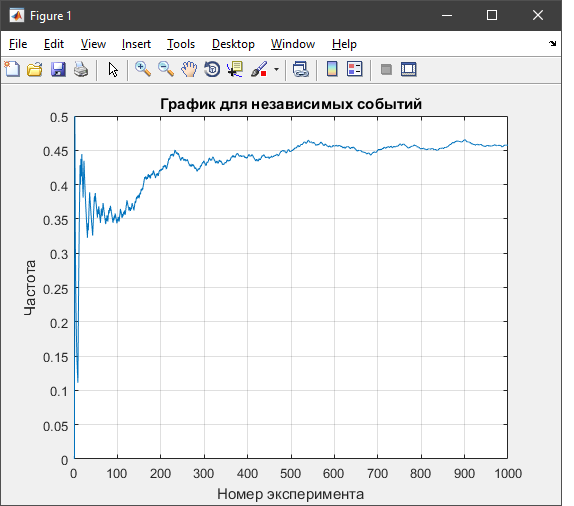 Figure 1
File Edit View Insert Tools Desktop Window Help
График для независимых событий
0.5
0.45
0.4
0.35
0.3
0.25
0.2
0.15
0.1
0.05
0
Частота
0 100 200 300 400 500 600 700 800 900 1000
Номер эксперимента